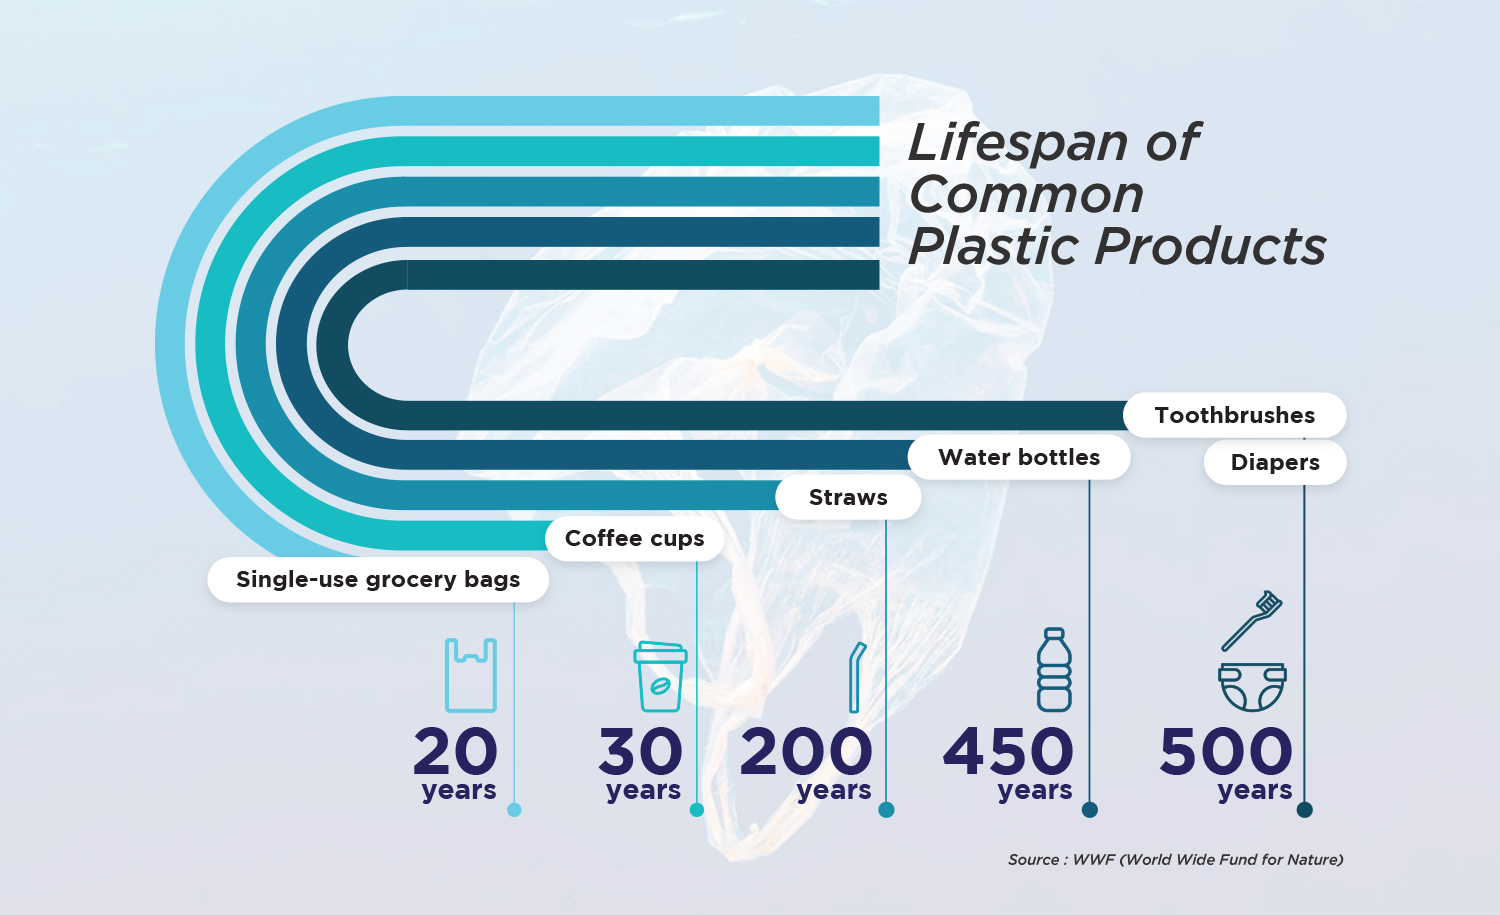 Lifespan of
Common
Plastic Products
Toothbrushes
Diapers
Water bottles
Straws
Coffee cups
Single-use grocery bags
20
years
30
years
200
years
450
years
500
years
Source : WWF (World Wide Fund for Nature)